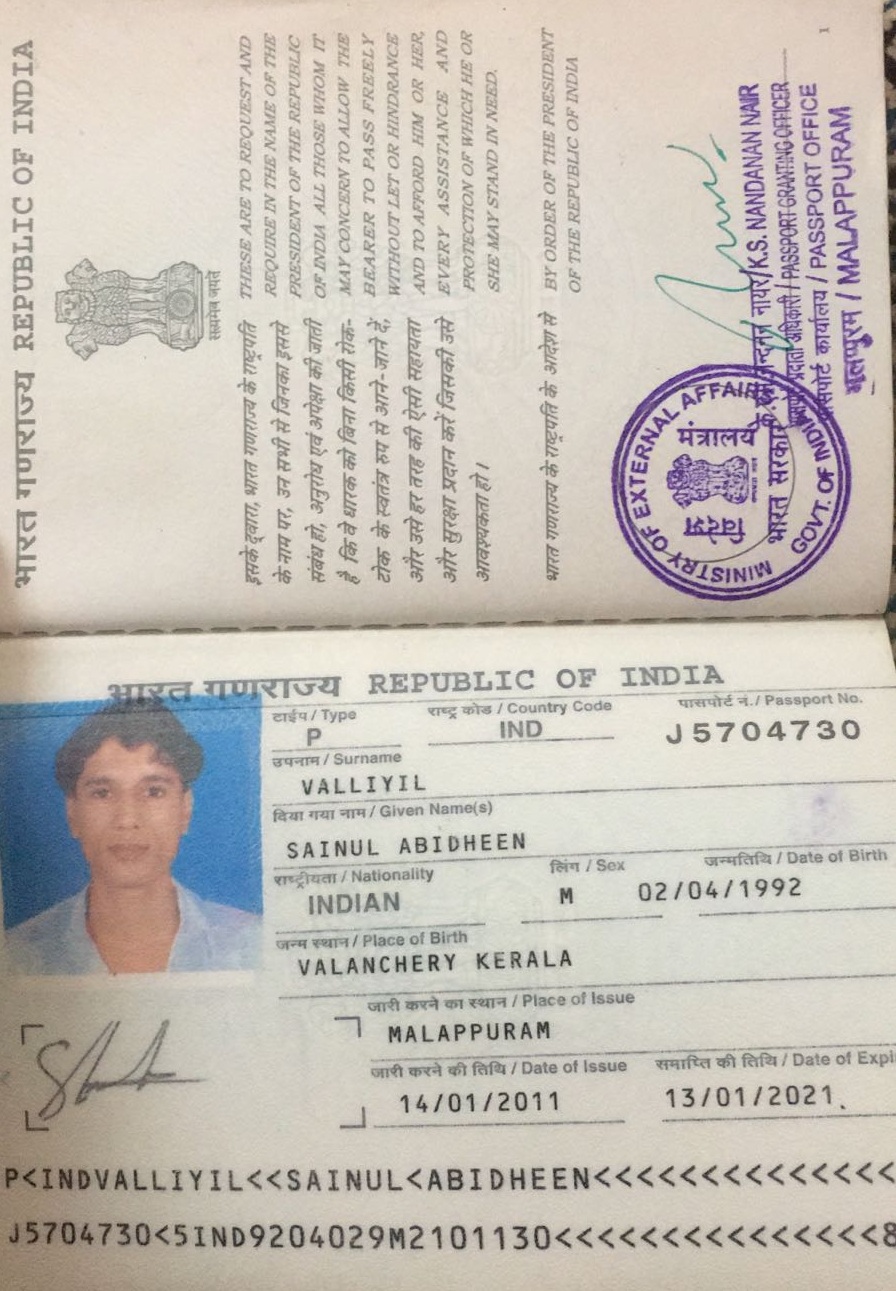 भारत गणराज्य REPUBLIC OF INDIA
सत्यमेव जयते
इसके द्वारा, भारत गणराज्य के राष्ट्रपति
के नाम पर, उन सभी से जिनका इससे
संबंध हो, अनुरोध एवं अपेक्षा की जाती
है कि वे धारक को बिना किसी रोक-
टोक के स्वतंत्र रुप से आने-जाने दें,
और उसे हर तरह की ऐसी सहायता
और सुरक्षा प्रदान करें जिसकी उसे
आवश्यकता हो।
THESE ARE TO REQUEST AND
REQUIRE IN THE NAME OF THE
PRESIDENT OF THE REPUBLIC
OF INDIA ALL THOSE WHOM IT
MAY CONCERN TO ALLOW THE
BEARER TO PASS FREELY
WITHOUT LET OR HINDRANCE
AND TO AFFORD HIM OR HER,
EVERY ASSISTANCE AND
PROTECTION OF WHICH HE OR
SHE MAY STAND IN NEED.
भारत गणराज्य के राष्ट्रपति के आदेश से
BY ORDER OF THE PRESIDENT
OF THE REPUBLIC OF INDIA
MINISTRY OF EXTERNAL AFFAIRS
विदेश मंत्रालय
भारत सरकार
GOVT. OF INDIA
नायर/K.S. NANDANAN NAIR
अधिकारी / PASSPORT GRANTING OFFICER
पासपोर्ट कार्यालय / PASSPORT OFFICE
मलप्पुरम / MALAPPURAM
1
भारत गणराज्य REPUBLIC OF INDIA
टाईप / Type राष्ट्र कोड / Country Code पासपोर्ट नं./ Passport No.
P IND J5704730
उपनाम / Surname
VALLIYIL
दिया गया नाम / Given Name(s)
SAINUL ABIDHEEN
राष्ट्रीयता / Nationality लिंग / Sex जन्मतिथि / Date of Birth
INDIAN M 02/04/1992
जन्म स्थान / Place of Birth
VALANCHERY KERALA
जारी करने का स्थान / Place of Issue
MALAPPURAM
जारी करने की तिथि / Date of Issue समाप्ति की तिथि / Date of Expi
14/01/2011 13/01/2021
P<INDVALLIYIL<<SAINUL<ABIDHEEN<<<<<<<<<<<<<<
J5704730<5IND9204029M2101130<<<<<<<<<<<<<<<8